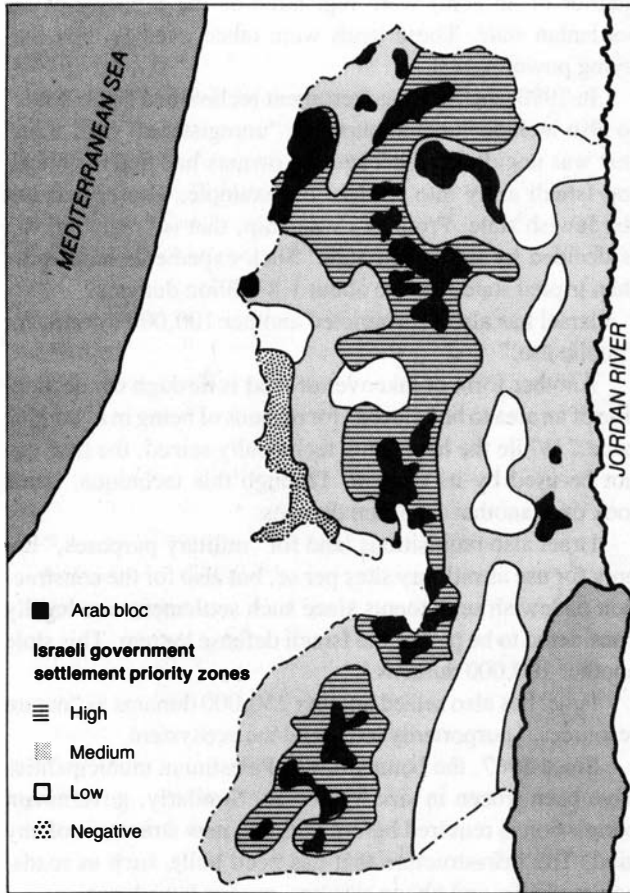 MEDITERRANEAN SEA
JORDAN RIVER
Arab bloc
Israeli government
settlement priority zones
High
Medium
Low
Negative